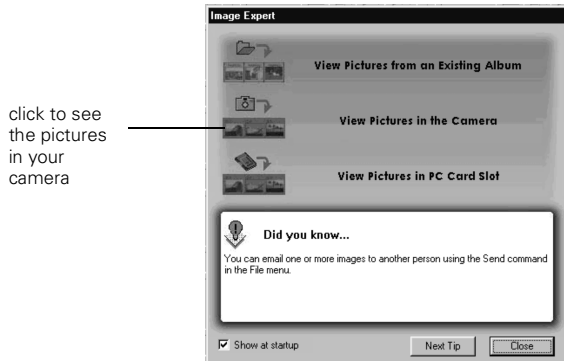 Image Expert
View Pictures from an Existing Album
click to see
the pictures
in your
camera
View Pictures in the Camera
View Pictures in PC Card Slot
Did you know...
You can email one or more images to another person using the Send command
in the File menu.
Show at startup
Next Tip
Close